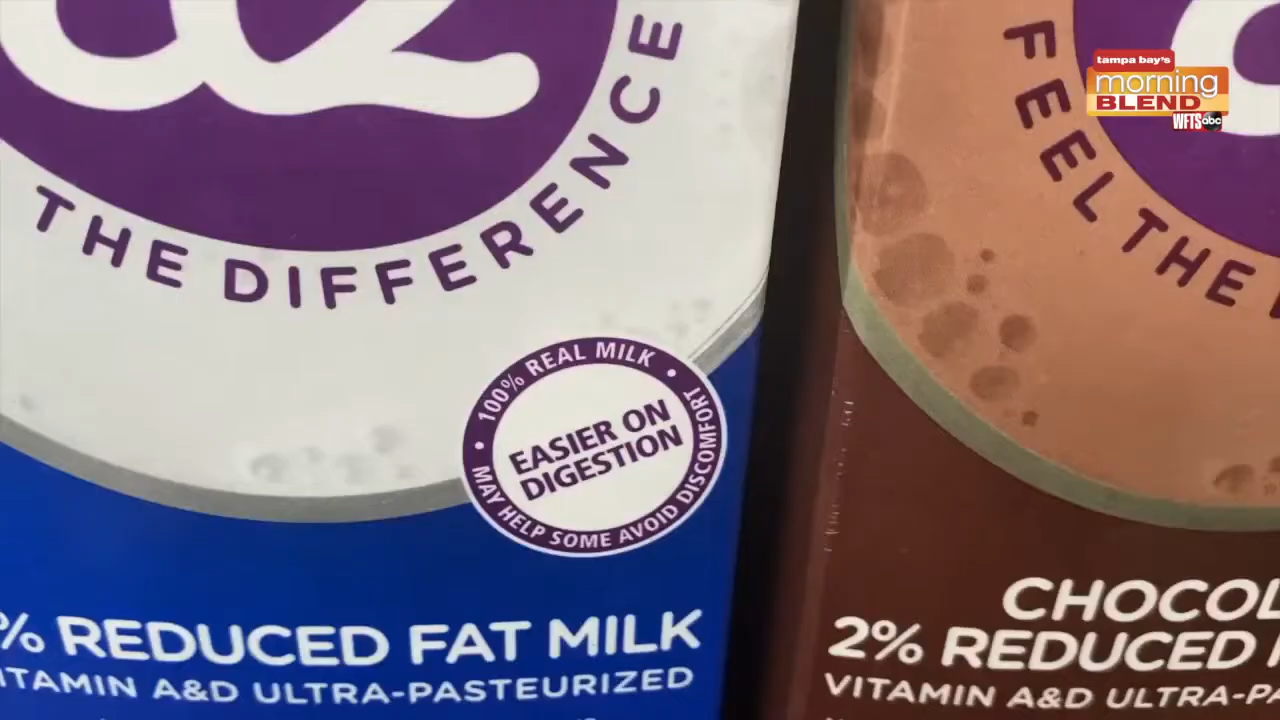 a2
THE DIFFERENCE
100% REAL MILK
EASIER ON
DIGESTION
MAY HELP SOME AVOID DISCOMFORT
% REDUCED FAT MILK
VITAMIN A&D ULTRA-PASTEURIZED
FEEL THE
CHOCOL
2% REDUCED
VITAMIN A&D ULTRA-PA
tampa bay's
morning
BLEND
WFTS abc